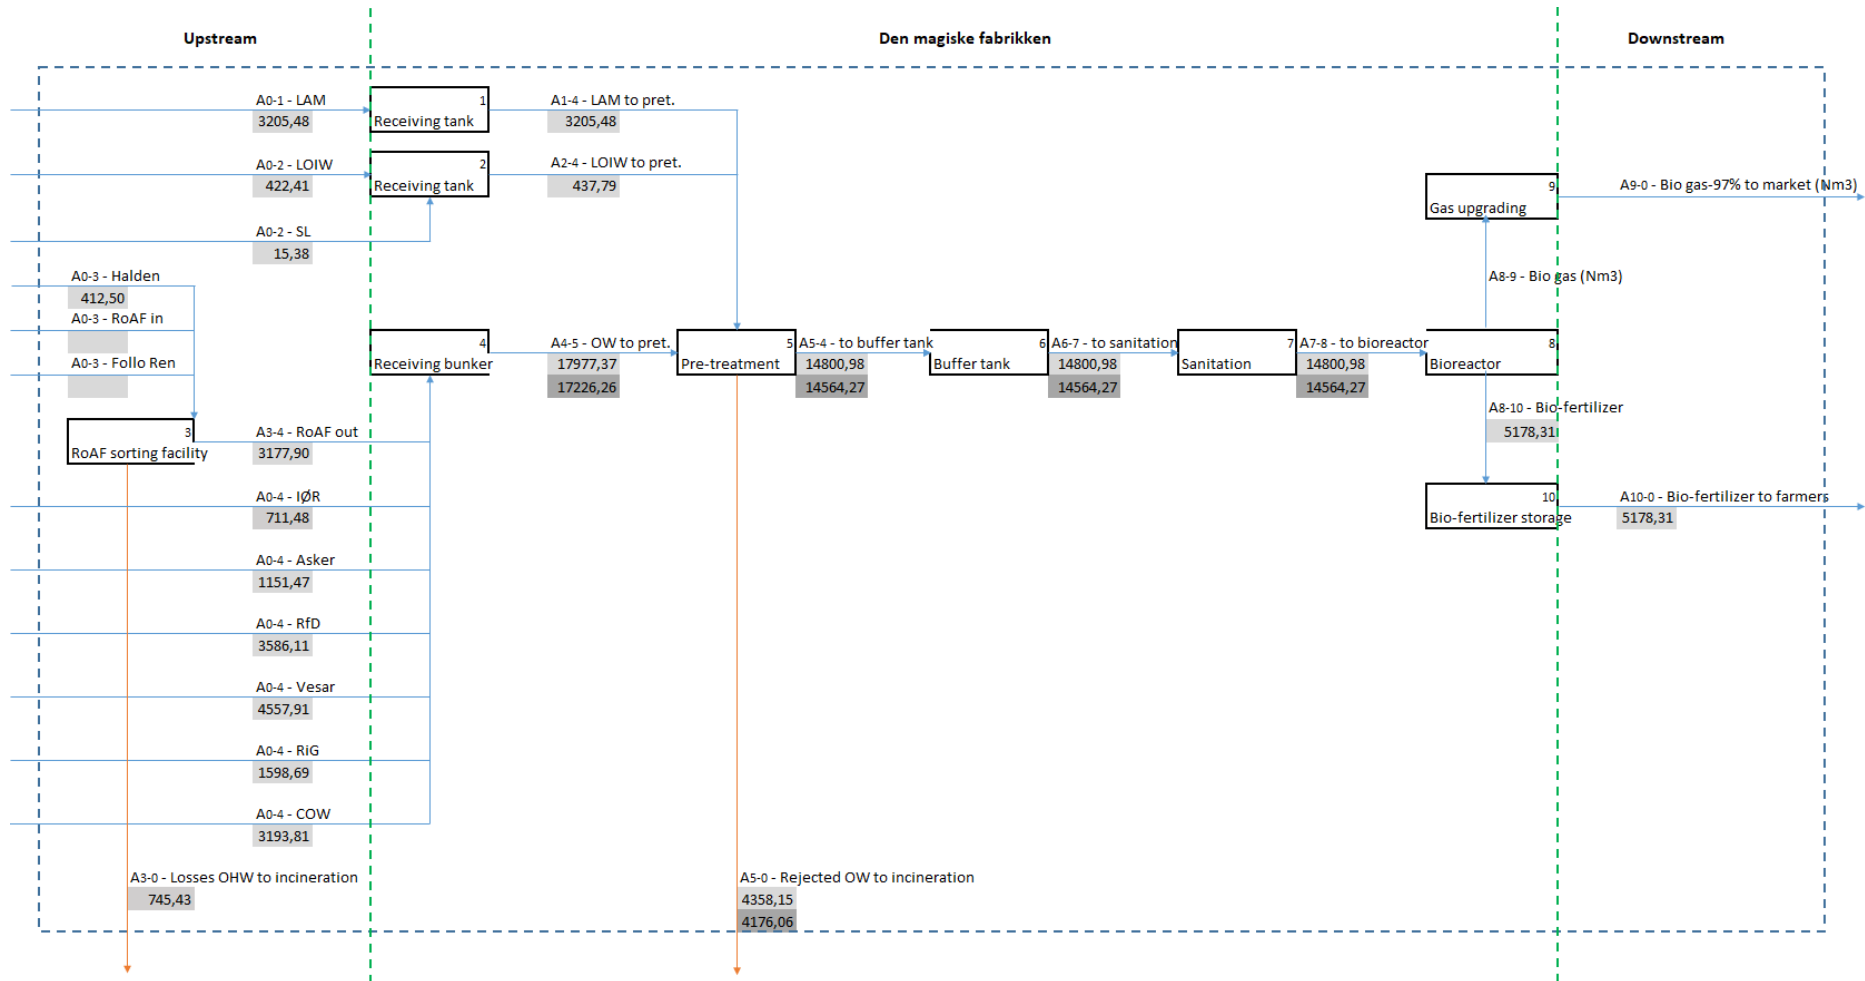 Upstream
Den magiske fabrikken
Downstream
A0-1 - LAM
3205,48
1
Receiving tank
A1-4 - LAM to pret.
3205,48
A0-2 - LOIW
422,41
2
Receiving tank
A2-4 - LOIW to pret.
437,79
A0-2 - SL
15,38
9
Gas upgrading
A9-0 - Bio gas-97% to market (Nm3)
A8-9 - Bio gas (Nm3)
A0-3 - Halden
412,50
A0-3 - RoAF in
A0-3 - Follo Ren
4
Receiving bunker
A4-5 - OW to pret.
17977,37
17226,26
5
Pre-treatment
A5-4 - to buffer tank
14800,98
14564,27
6
Buffer tank
A6-7 - to sanitation
14800,98
14564,27
7
Sanitation
A7-8 - to bioreactor
14800,98
14564,27
8
Bioreactor
A8-10 - Bio-fertilizer
5178,31
3
RoAF sorting facility
A3-4 - RoAF out
3177,90
A0-4 - IØR
711,48
10
Bio-fertilizer storage
A10-0 - Bio-fertilizer to farmers
5178,31
A0-4 - Asker
1151,47
A0-4 - RfD
3586,11
A0-4 - Vesar
4557,91
A0-4 - RiG
1598,69
A0-4 - COW
3193,81
A3-0 - Losses OHW to incineration
745,43
A5-0 - Rejected OW to incineration
4358,15
4176,06